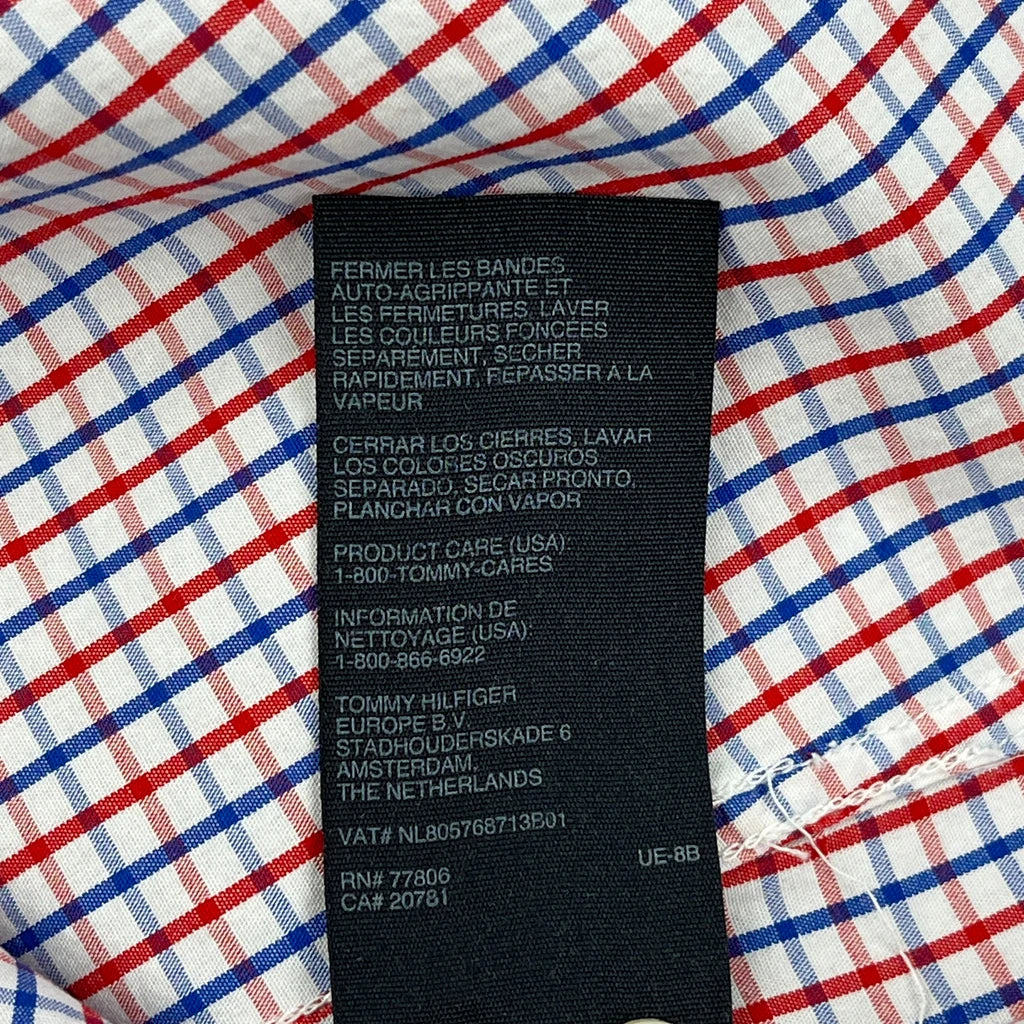 FERMER LES BANDES
AUTO-AGRIPPANTE ET
LES FERMETURES, LAVER
LES COULEURS FONCÉES
SÉPARÉMENT, SÉCHER
RAPIDEMENT, REPASSER À LA
VAPEUR
CERRAR LOS CIERRES, LAVAR
LOS COLORES OSCUROS
SEPARADO, SECAR PRONTO,
PLANCHAR CON VAPOR
PRODUCT CARE (USA)
1-800-TOMMY-CARES
INFORMATION DE
NETTOYAGE (USA)
1-800-866-6922
TOMMY HILFIGER
EUROPE B.V.
STADHOUDERSKADE 6
AMSTERDAM,
THE NETHERLANDS
VAT# NL805768713B01
UE-8B
RN# 77806
CA# 20781